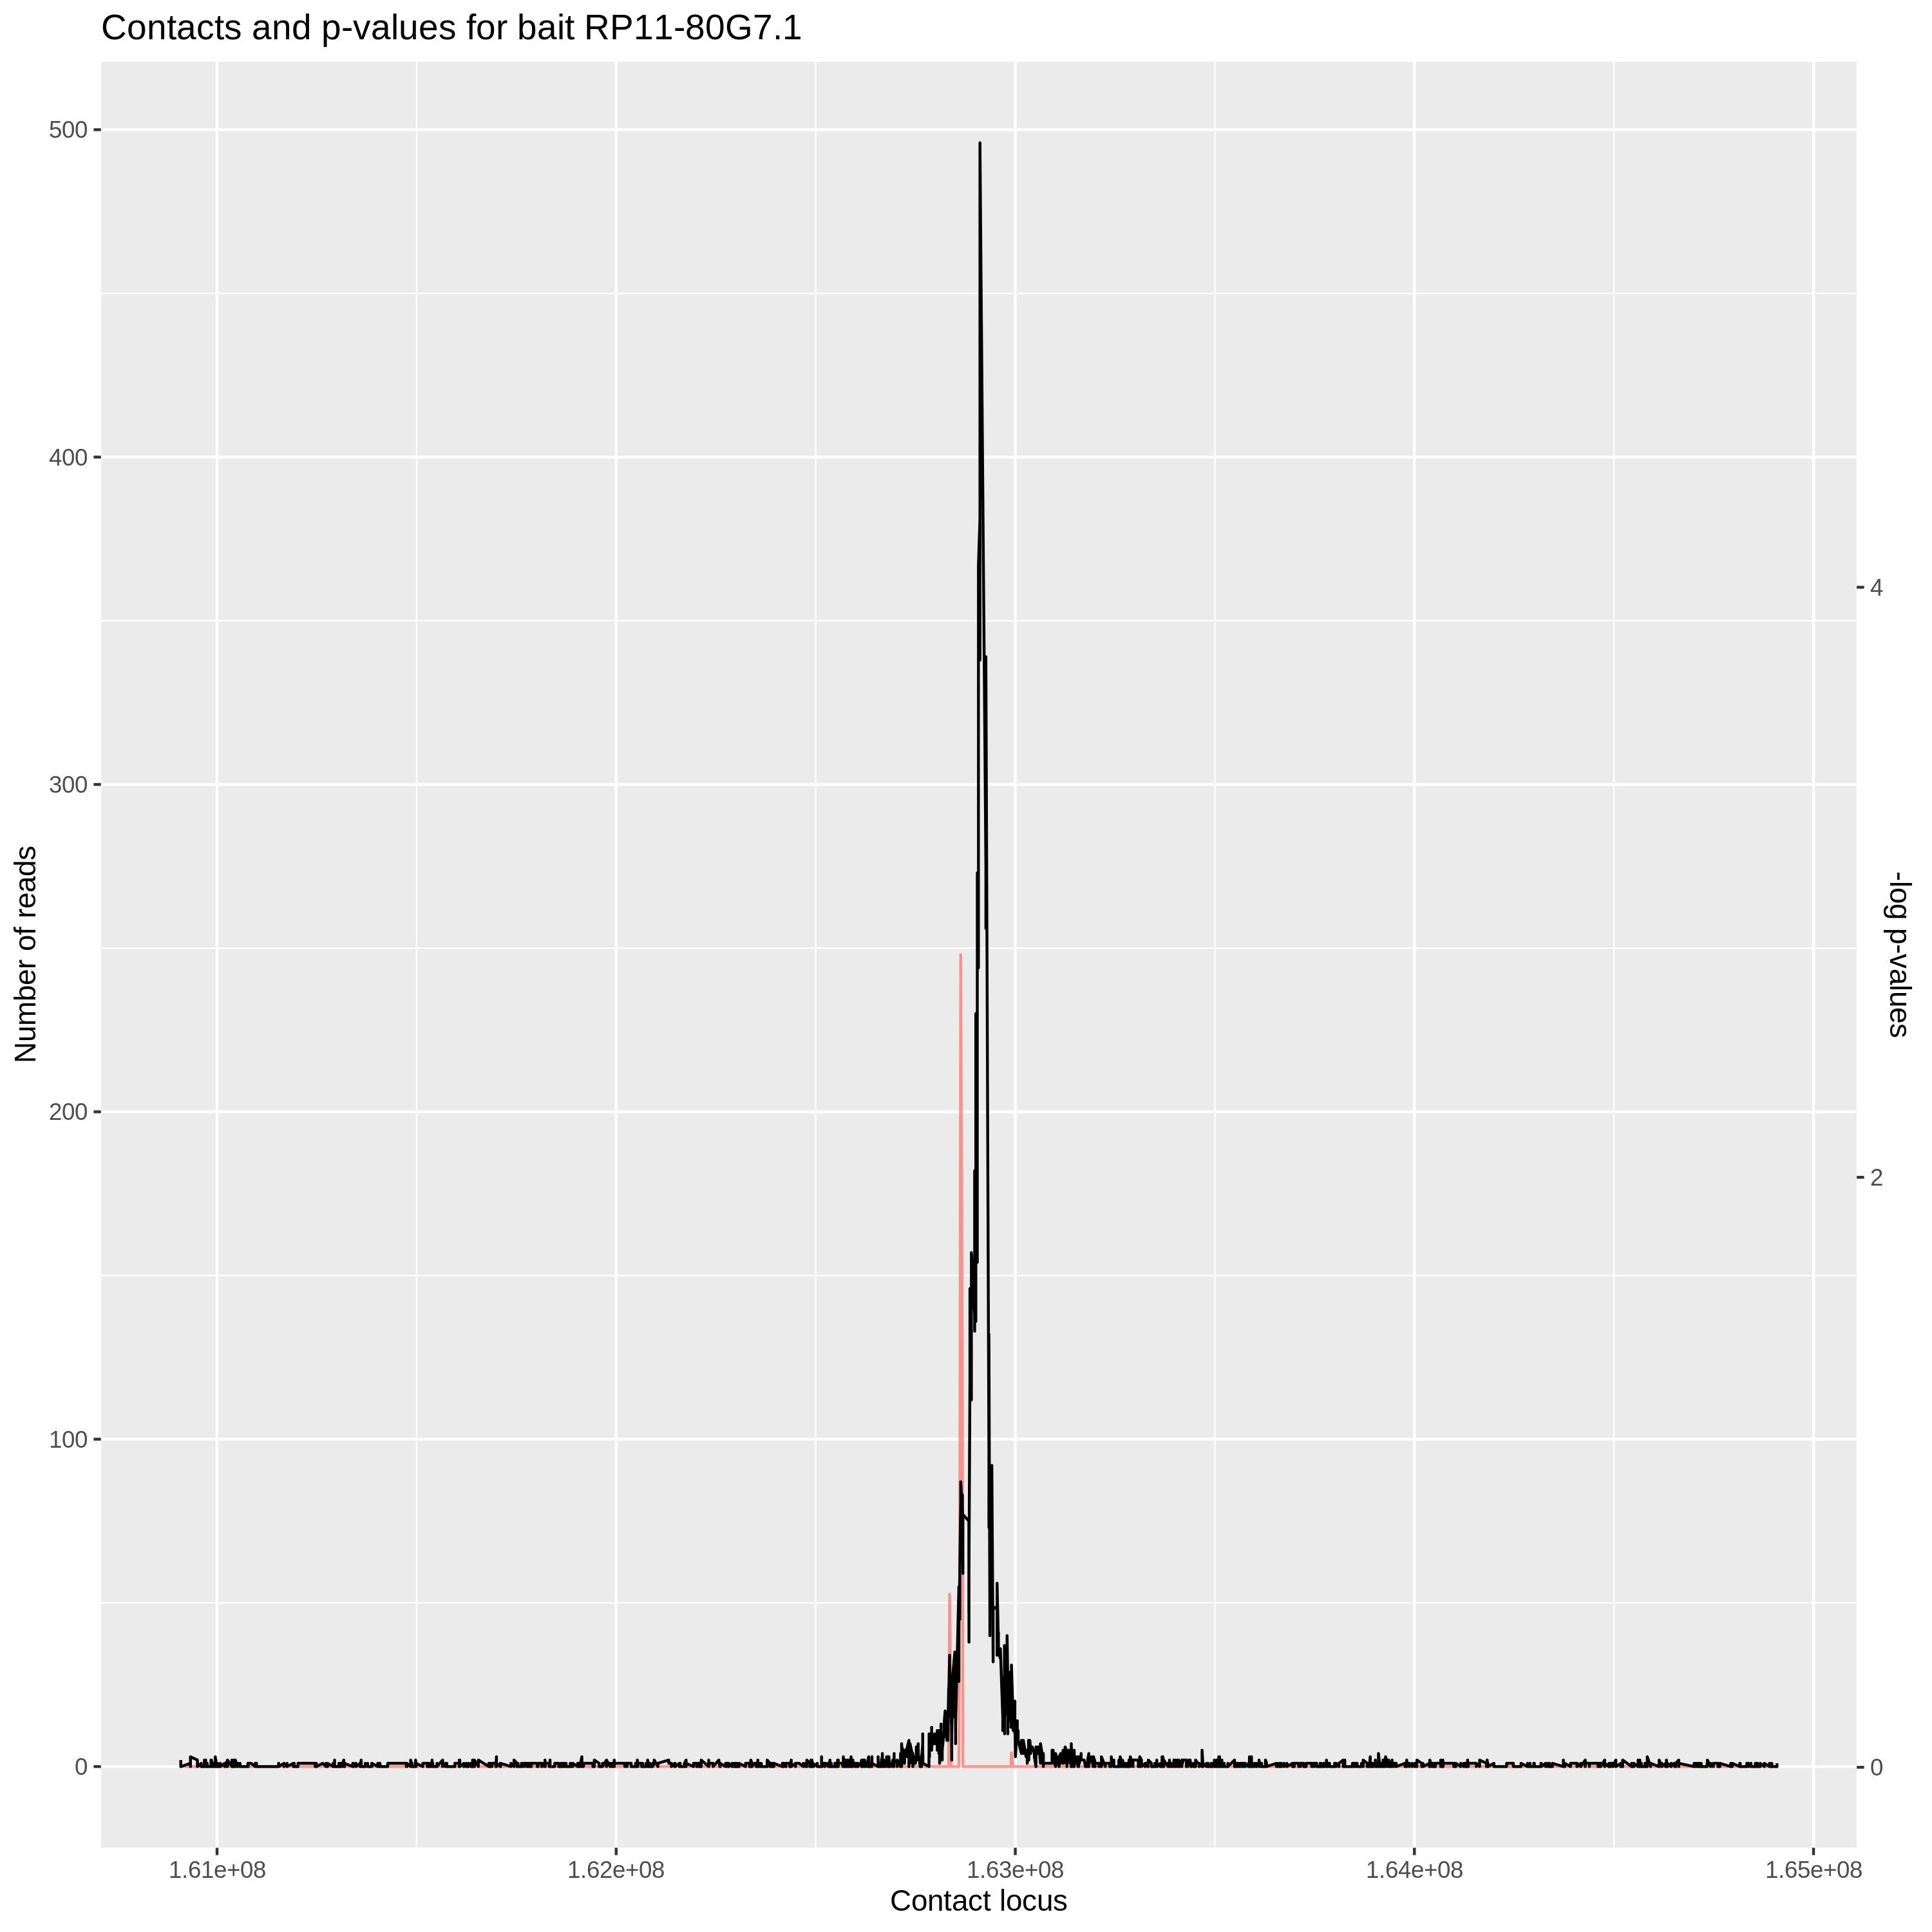 Contacts and p-values for bait RP11-80G7.1
500
400
300
200
100
0
Number of reads
4
2
0
-log p-values
1.61e+08
1.62e+08
1.63e+08
1.64e+08
1.65e+08
Contact locus